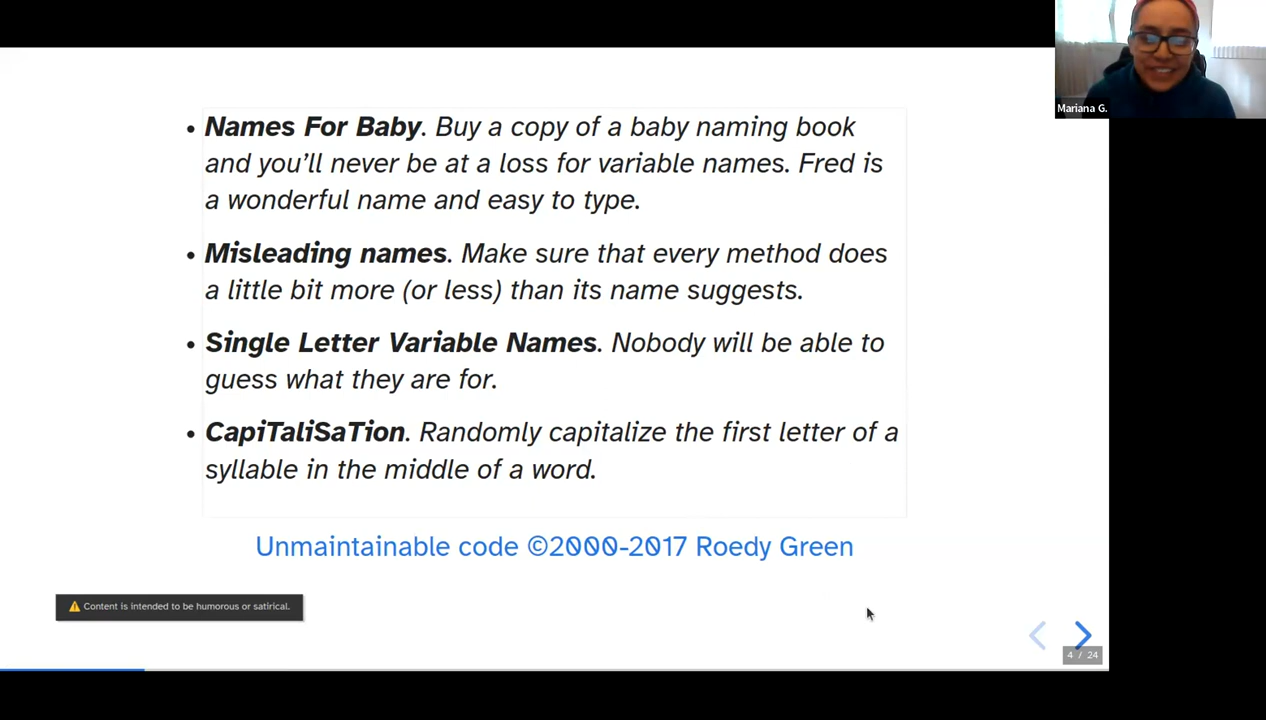 Mariana G.
• Names For Baby. Buy a copy of a baby naming book
and you’ll never be at a loss for variable names. Fred is
a wonderful name and easy to type.
• Misleading names. Make sure that every method does
a little bit more (or less) than its name suggests.
• Single Letter Variable Names. Nobody will be able to
guess what they are for.
• CapiTaliSaTion. Randomly capitalize the first letter of a
syllable in the middle of a word.
Unmaintainable code ©2000-2017 Roedy Green
⚠ Content is intended to be humorous or satirical.
4 / 24